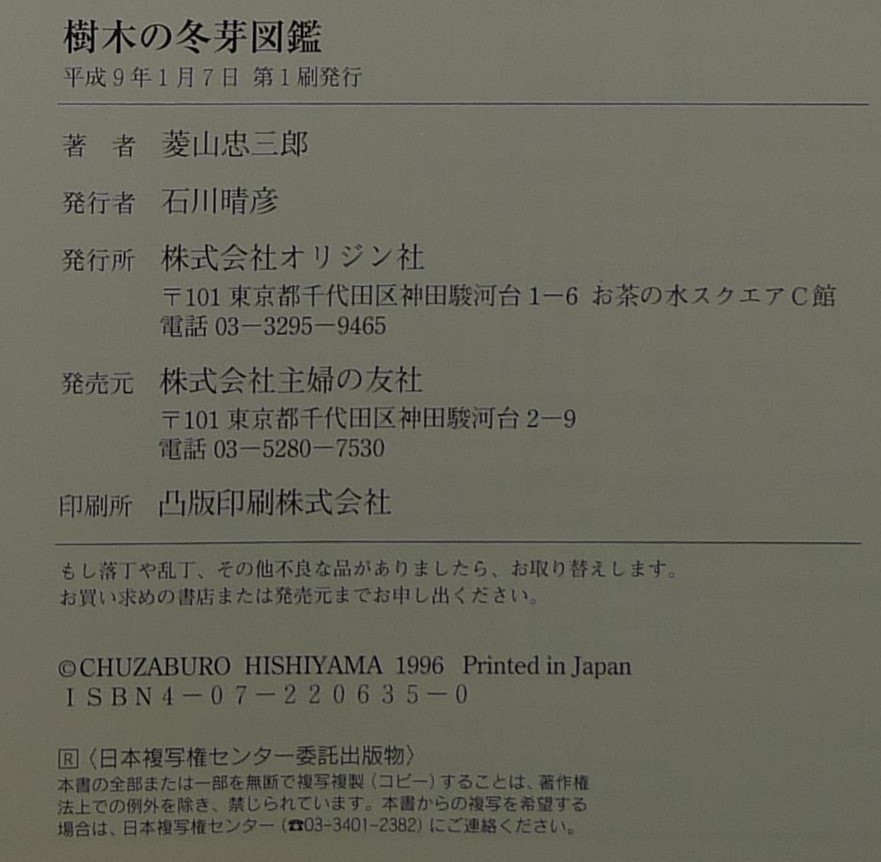 樹木の冬芽図鑑
平成9年1月7日 第1刷発行
著 者 菱山忠三郎
発行者 石川晴彦
発行所 株式会社オリジン社
〒101 東京都千代田区神田駿河台1−6 お茶の水スクエアC館
電話 03−3295−9465
発売元 株式会社主婦の友社
〒101 東京都千代田区神田駿河台2−9
電話 03−5280−7530
印刷所 凸版印刷株式会社
もし落丁や乱丁、その他不良な品がありましたら、お取り替えします。
お買い求めの書店または発売元までお申し出ください。
©CHUZABURO HISHIYAMA 1996 Printed in Japan
ISBN4−07−220635−0
R〈日本複写権センター委託出版物〉
本書の全部または一部を無断で複写複製（コピー）することは、著作権
法上での例外を除き、禁じられています。本書からの複写を希望する
場合は、日本複写権センター（☎03-3401-2382）にご連絡ください。